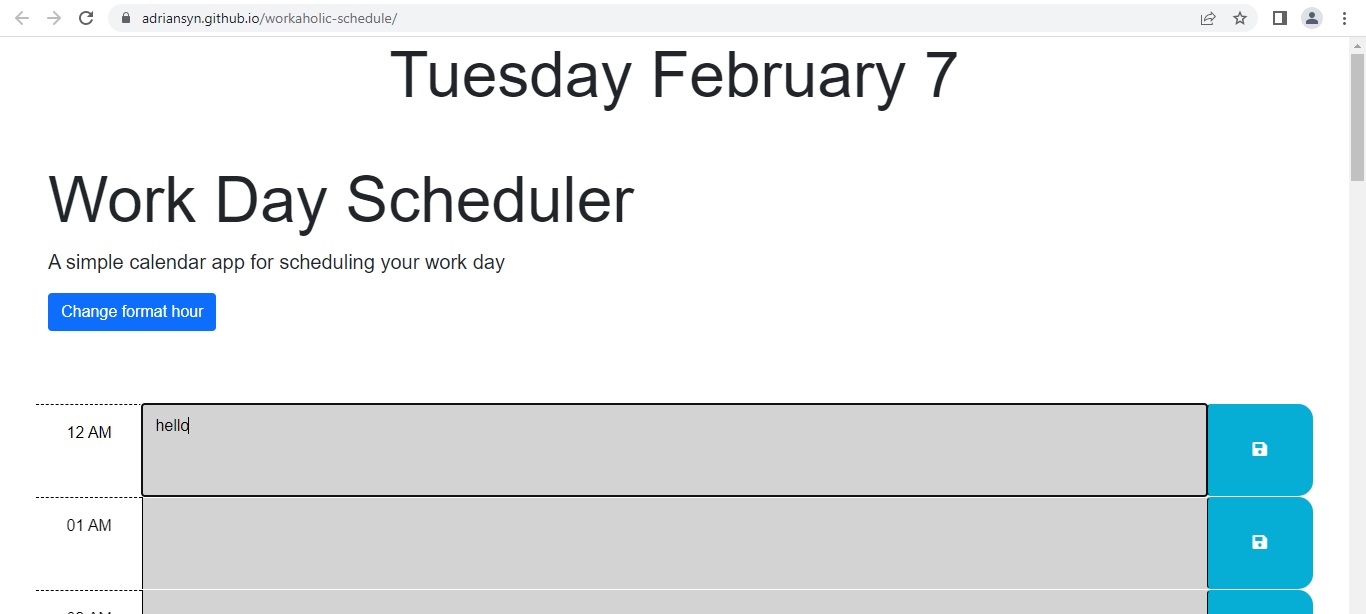 adriansyn.github.io/workaholic-schedule/
Tuesday February 7
Work Day Scheduler
A simple calendar app for scheduling your work day
Change format hour
12 AM
hello
01 AM